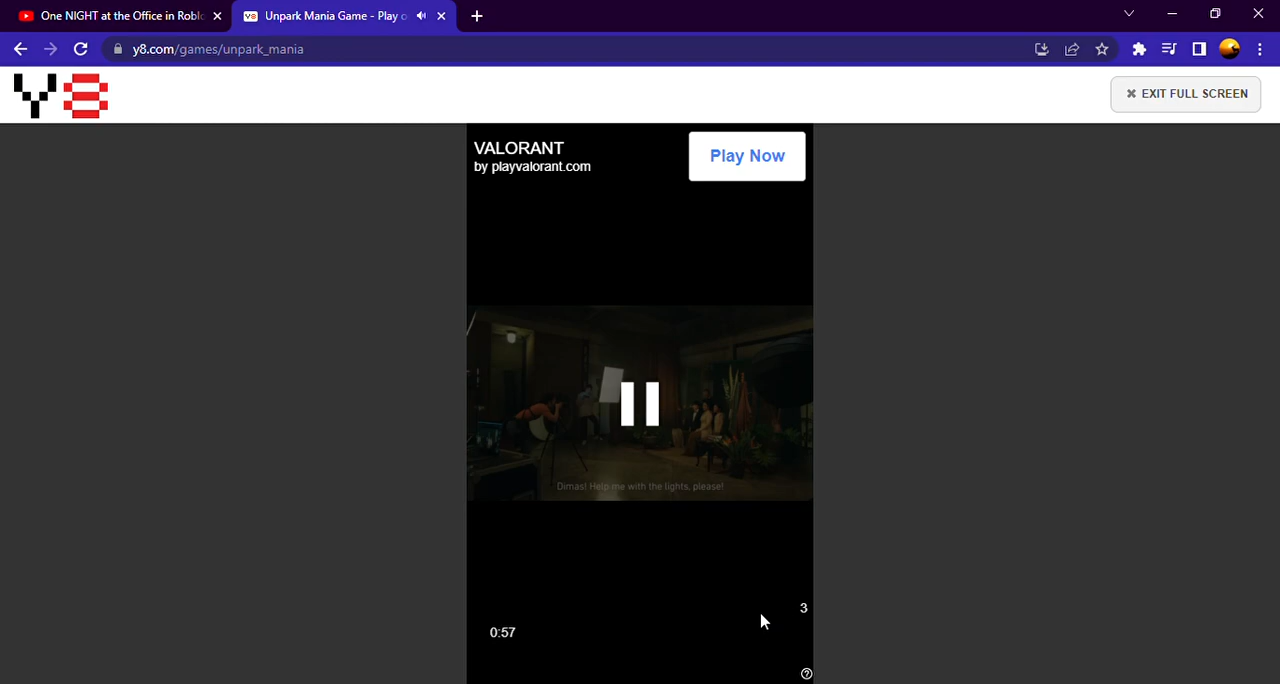 One NIGHT at the Office in Roblo
Unpark Mania Game - Play o
y8.com/games/unpark_mania
Y8
EXIT FULL SCREEN
VALORANT
by playvalorant.com
Play Now
Dimas! Help me with the lights, please!
3
0:57